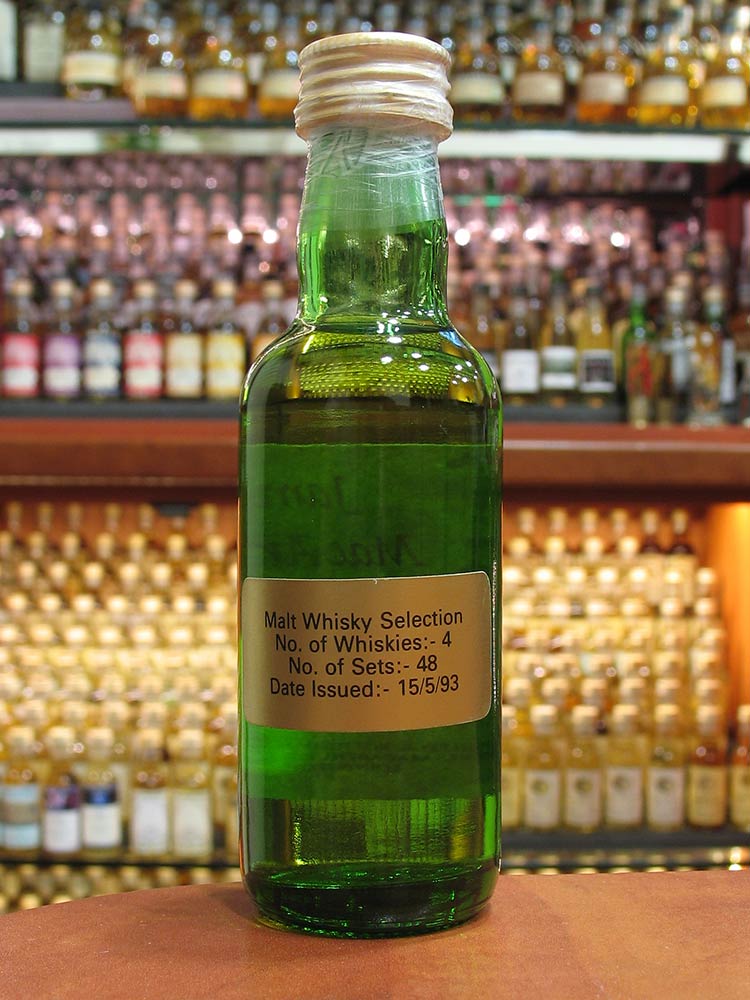 Malt Whisky Selection
No. of Whiskies:- 4
No. of Sets:- 48
Date Issued:- 15/5/93